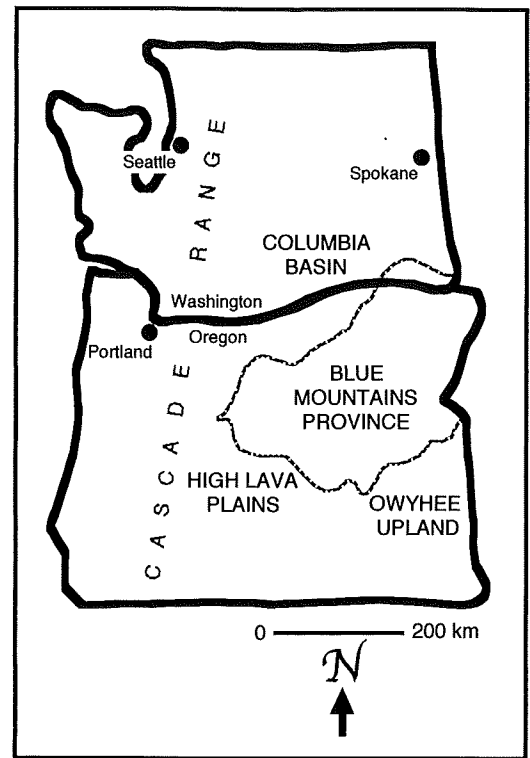 Seattle
Spokane
CASCADE RANGE
COLUMBIA
BASIN
Washington
Oregon
Portland
BLUE
MOUNTAINS
PROVINCE
HIGH LAVA
PLAINS
OWYHEE
UPLAND
0 200 km
N